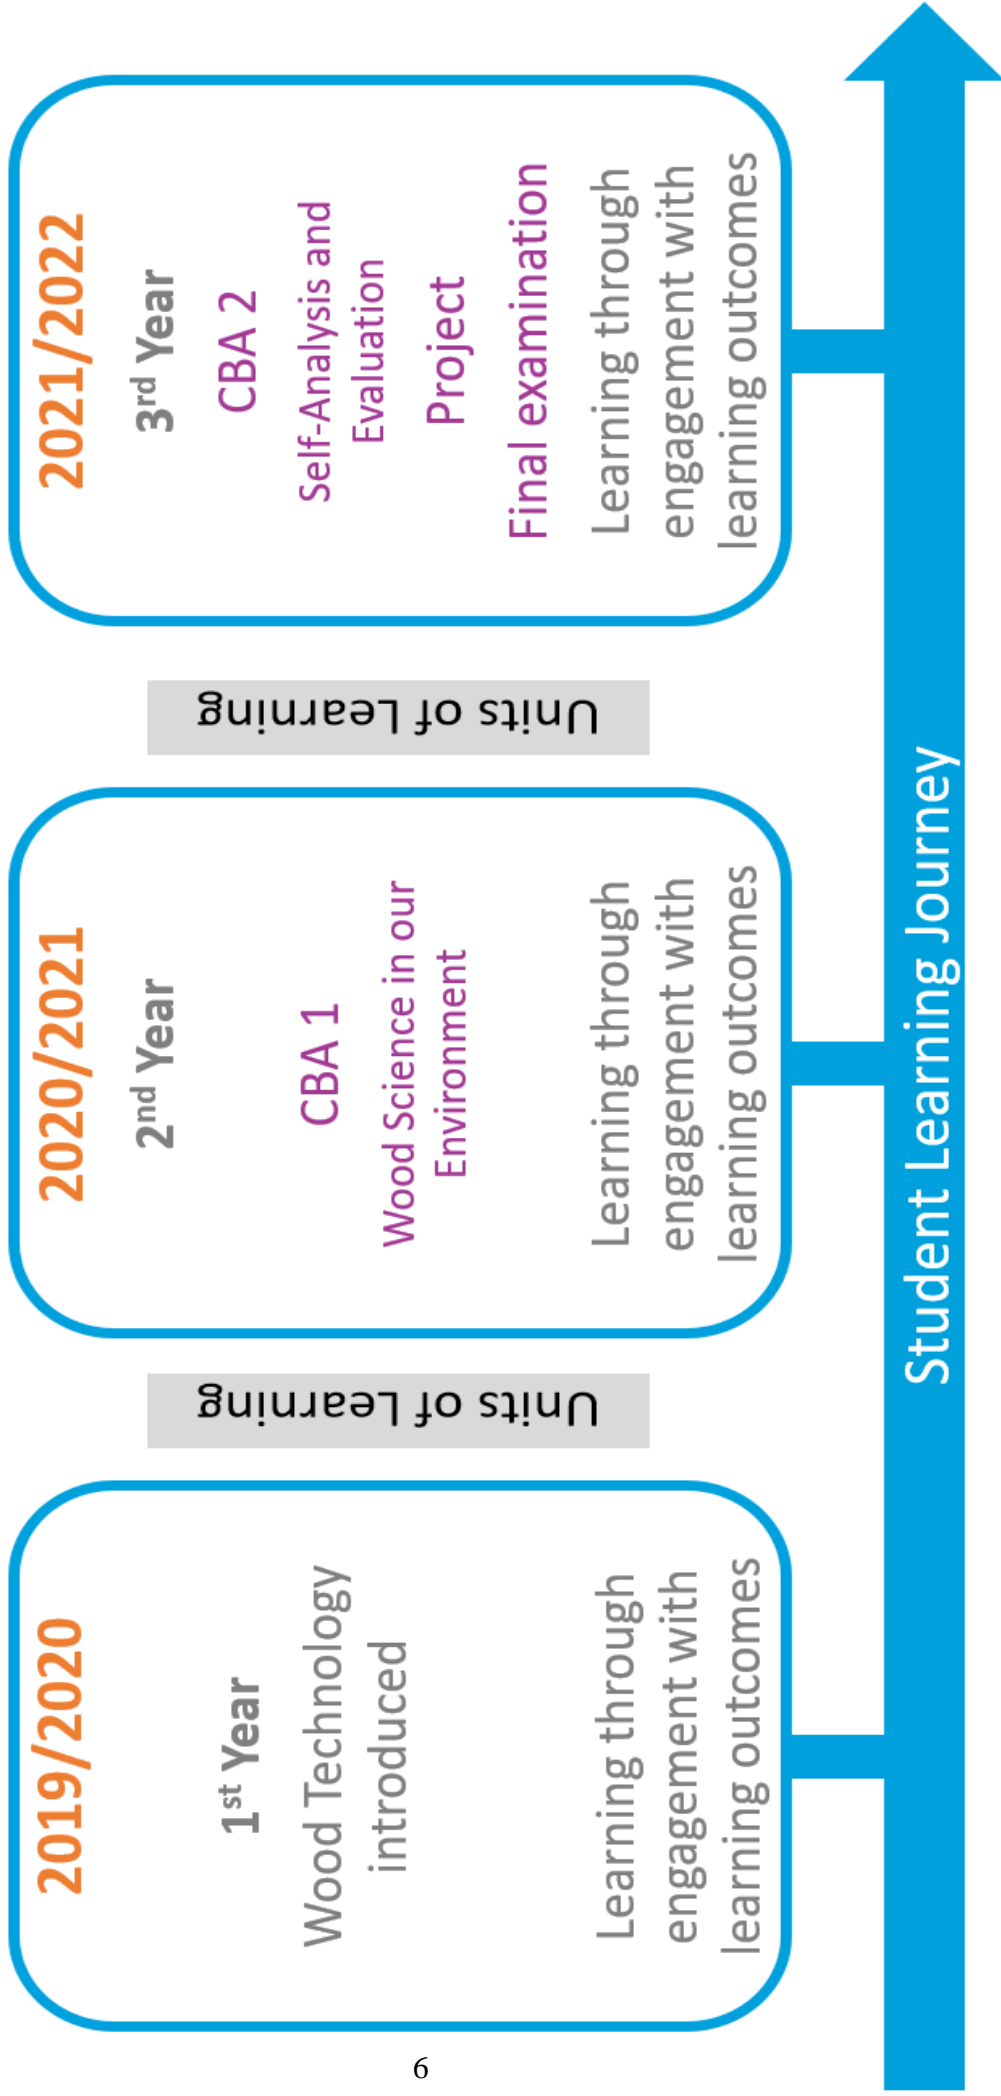 2019/2020
1st Year
Wood Technology
introduced
Learning through
engagement with
learning outcomes
Units of Learning
2020/2021
2nd Year
CBA 1
Wood Science in our
Environment
Learning through
engagement with
learning outcomes
Units of Learning
2021/2022
3rd Year
CBA 2
Self-Analysis and
Evaluation
Project
Final examination
Learning through
engagement with
learning outcomes
Student Learning Journey
6